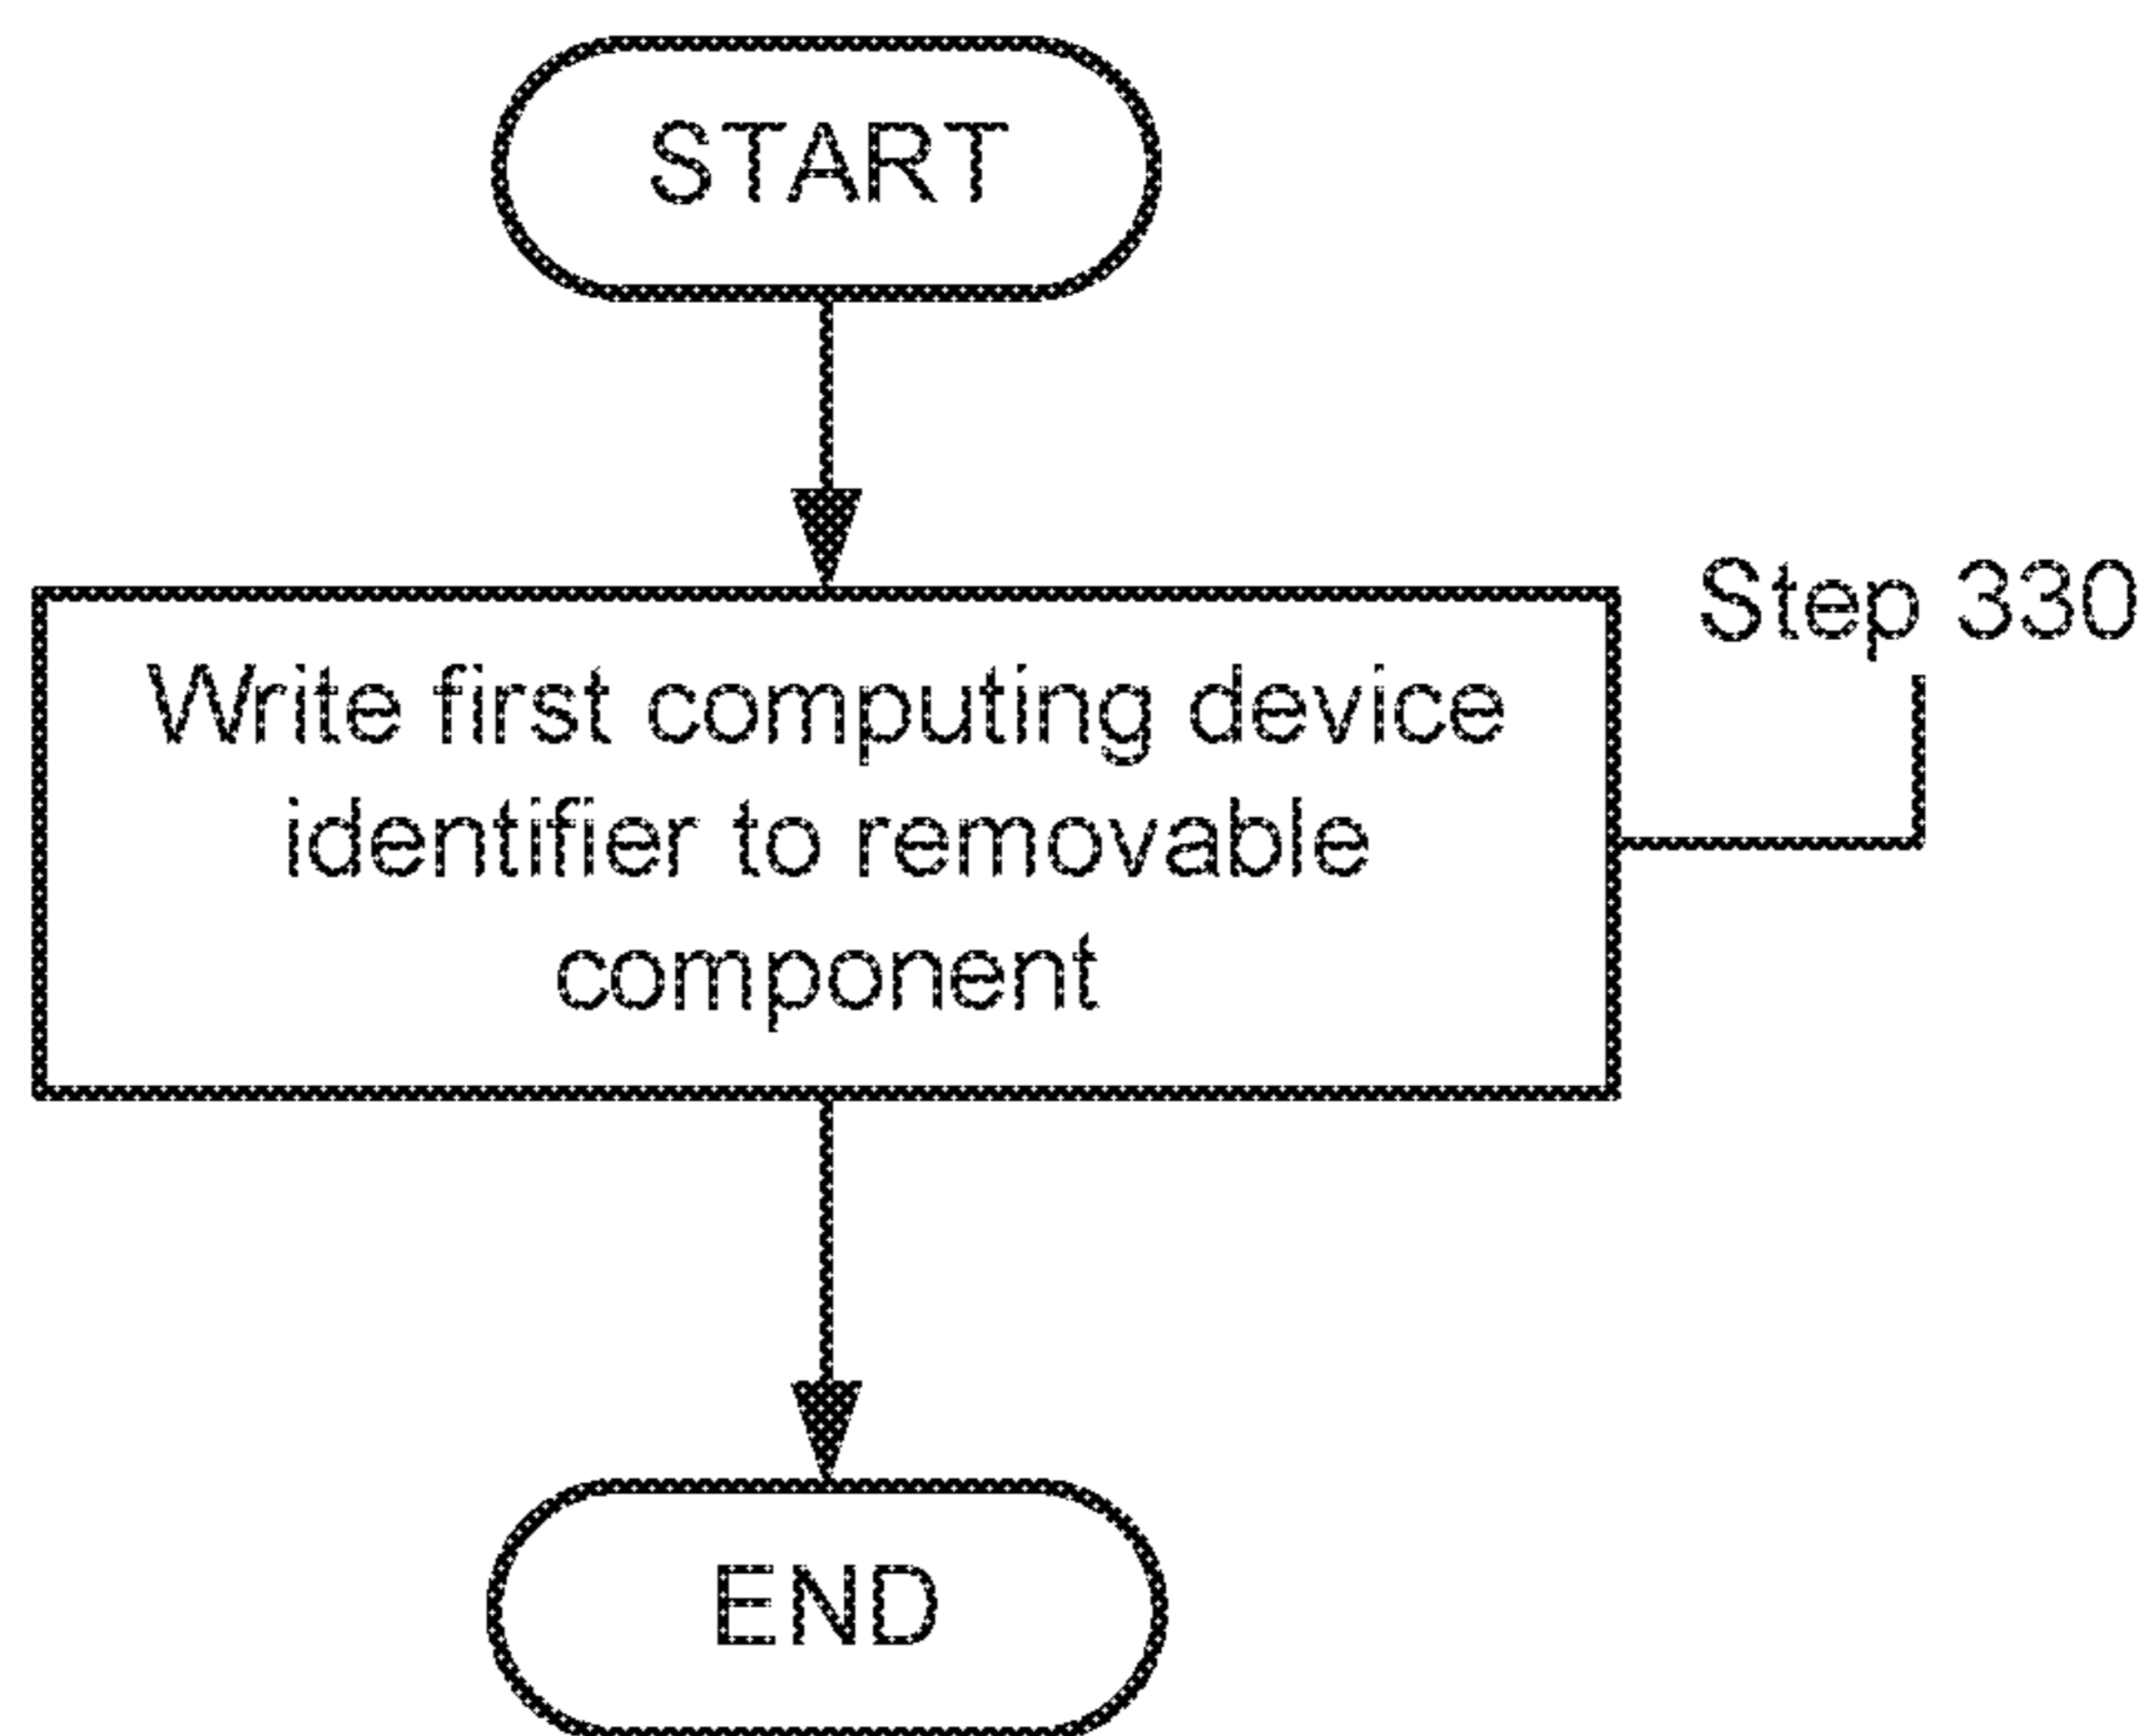 START
Step 330
Write first computing device
identifier to removable
component
END